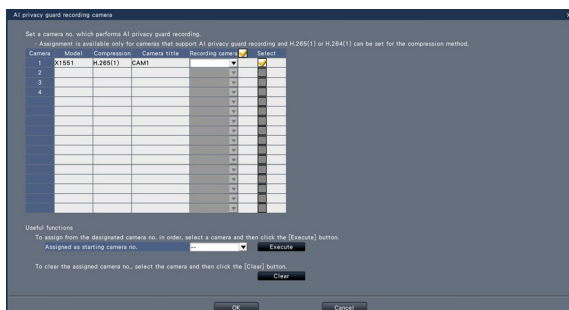 AI privacy guard recording camera
Set a camera no. which performs AI privacy guard recording.
- Assignment is available only for cameras that support AI privacy guard recording and H.265(1) or H.264(1) can be set for the compression method.
Camera Model Compression Camera title Recording camera Select
1 X1551 H.265(1) CAM1
2
3
4
Useful functions
To assign from the designated camera no. in order, select a camera and then click the [Execute] button.
Assigned as starting camera no. -- Execute
To clear the assigned camera no., select the camera and then click the [Clear] button.
Clear
OK Cancel